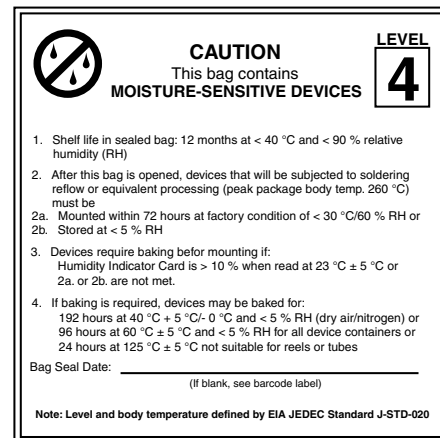 LEVEL
CAUTION
This bag contains
MOISTURE-SENSITIVE DEVICES
4
1. Shelf life in sealed bag: 12 months at < 40 °C and < 90 % relative
humidity (RH)
2. After this bag is opened, devices that will be subjected to soldering
reflow or equivalent processing (peak package body temp. 260 °C)
must be
2a. Mounted within 72 hours at factory condition of < 30 °C/60 % RH or
2b. Stored at < 5 % RH
3. Devices require baking befor mounting if:
Humidity Indicator Card is > 10 % when read at 23 °C ± 5 °C or
2a. or 2b. are not met.
4. If baking is required, devices may be baked for:
192 hours at 40 °C + 5 °C/- 0 °C and < 5 % RH (dry air/nitrogen) or
96 hours at 60 °C ± 5 °C and < 5 % RH for all device containers or
24 hours at 125 °C ± 5 °C not suitable for reels or tubes
Bag Seal Date:
(If blank, see barcode label)
Note: Level and body temperature defined by EIA JEDEC Standard J-STD-020